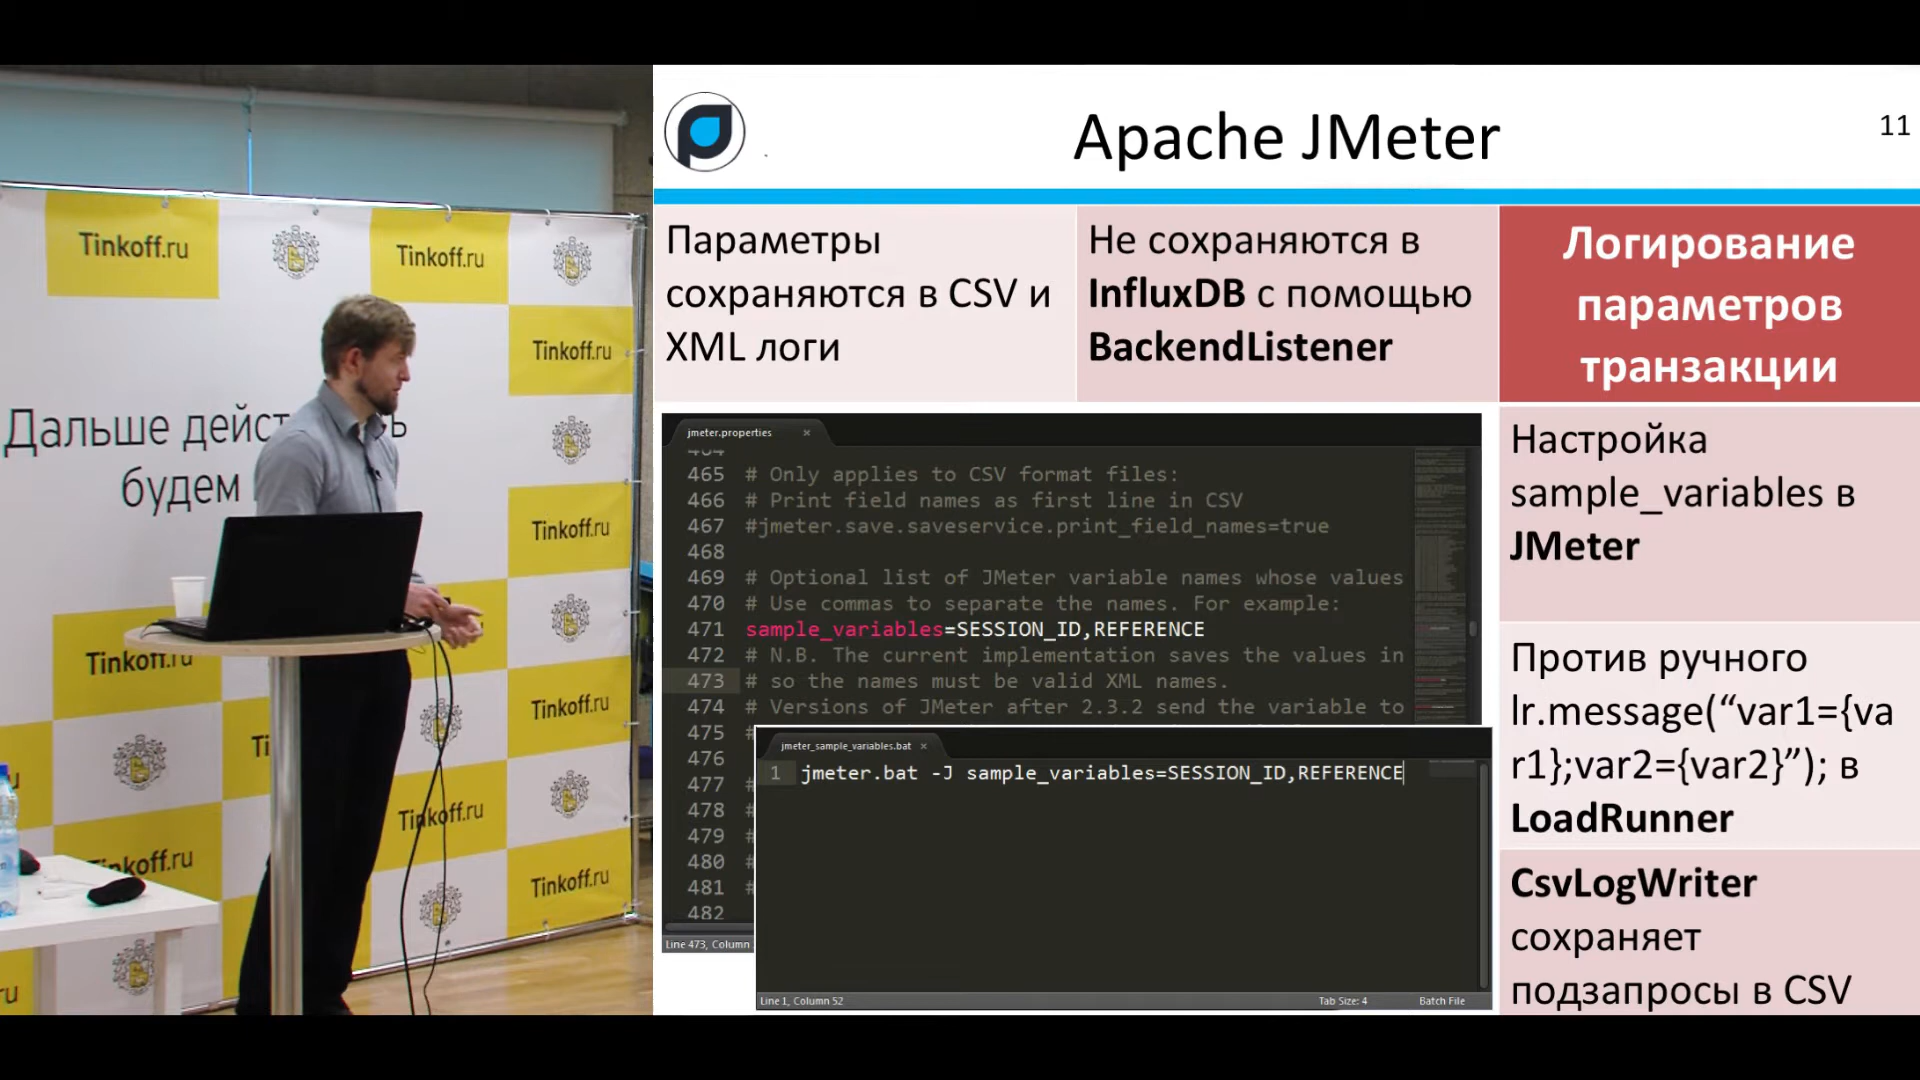 Tinkoff.ru
Tinkoff.ru
Tinkoff.ru
Дальше действ
будем
Tinkoff.ru
Tinkoff.ru
Tinkoff.ru
Ti
Tinkoff.ru
nkoff.ru
Tinkoff.ru
Apache JMeter
11
Параметры
сохраняются в CSV и
XML логи
Не сохраняются в
InfluxDB с помощью
BackendListener
Логирование
параметров
транзакции
jmeter.properties ×
464
465 # Only applies to CSV format files:
466 # Print field names as first line in CSV
467 #jmeter.save.saveservice.print_field_names=true
468
469 # Optional list of JMeter variable names whose values
470 # Use commas to separate the names. For example:
471 sample_variables=SESSION_ID,REFERENCE
472 # N.B. The current implementation saves the values in
473 # so the names must be valid XML names.
474 # Versions of JMeter after 2.3.2 send the variable to
475 #
476
477 #
478 #
479 #
480 #
481 #
482
Line 473, Column
jmeter_sample_variables.bat ×
1 jmeter.bat -J sample_variables=SESSION_ID,REFERENCE
Line 1, Column 52
Tab Size: 4
Batch File
Настройка
sample_variables в
JMeter
Против ручного
lr.message(“var1={va
r1};var2={var2}”); в
LoadRunner
CsvLogWriter
сохраняет
подзапросы в CSV